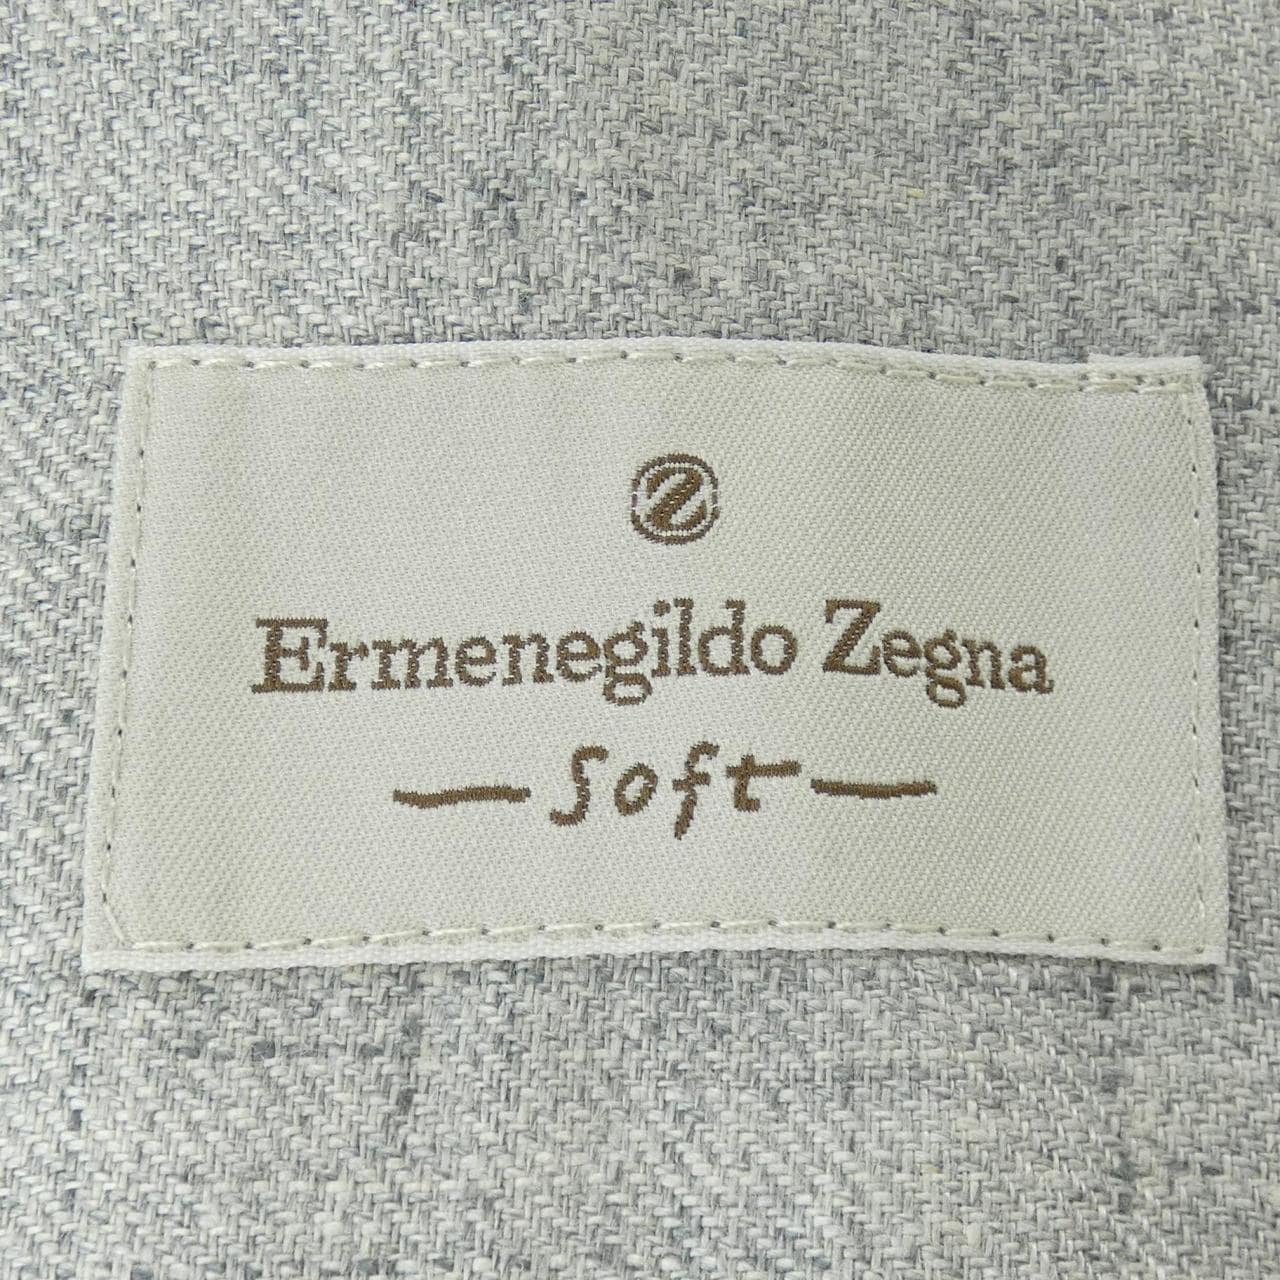 Z
Ermenegildo Zegna
— Soft —